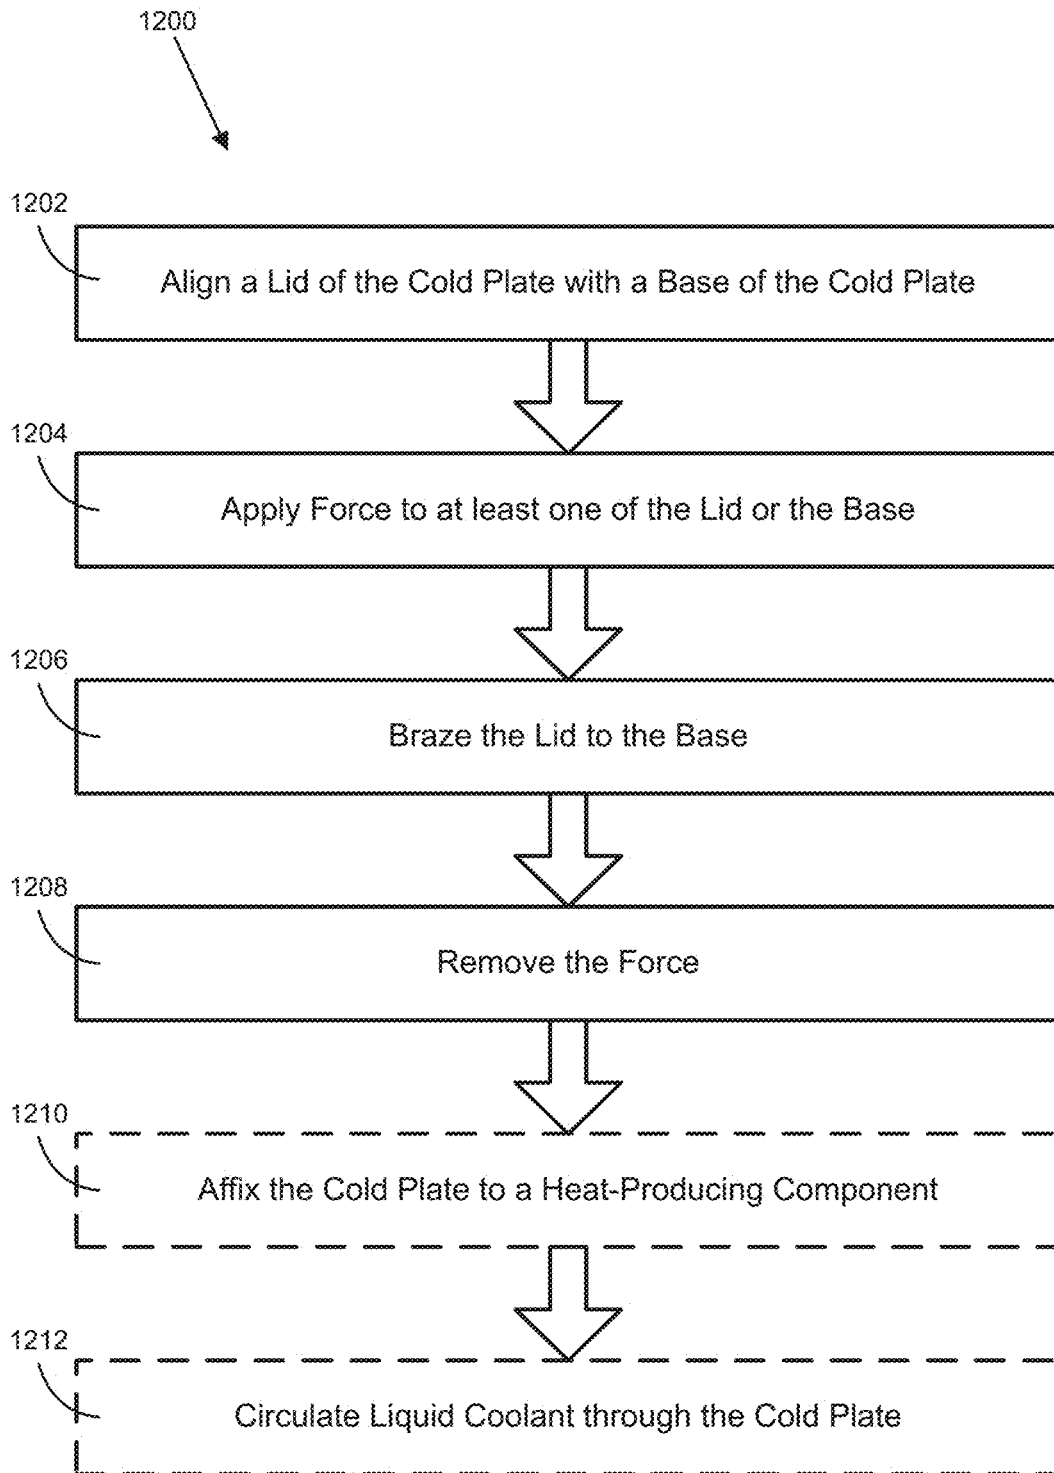 1200
1202
Align a Lid of the Cold Plate with a Base of the Cold Plate
1204
Apply Force to at least one of the Lid or the Base
1206
Braze the Lid to the Base
1208
Remove the Force
1210
Affix the Cold Plate to a Heat-Producing Component
1212
Circulate Liquid Coolant through the Cold Plate